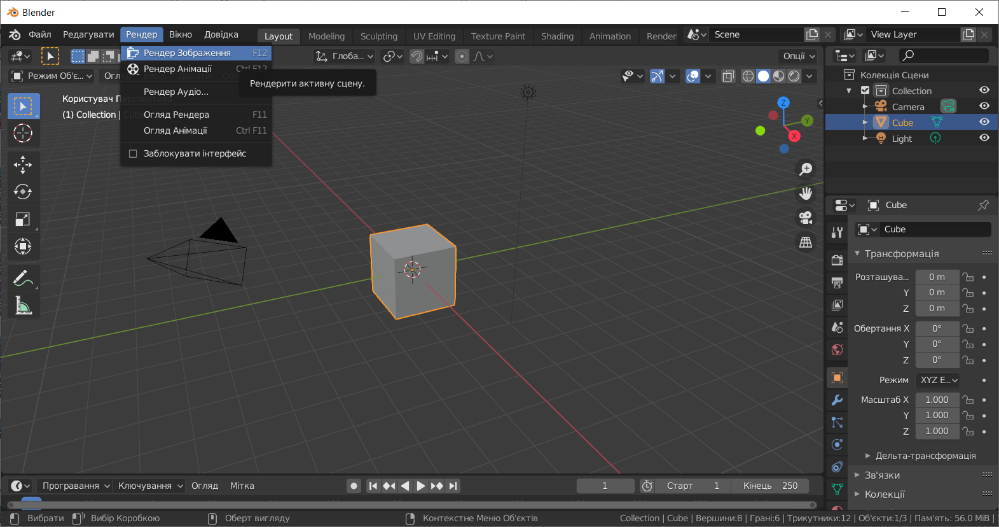 Blender
Файл Редагувати Рендер Вікно Довідка Layout Modeling Sculpting UV Editing Texture Paint Shading Animation Renderi Scene View Layer
Рендер Зображення F12
Глоба... Опції
Рендер Анімації Ctrl F12
Рендерити активну сцену.
Режим Об'є... Огл
Рендер Аудіо...
Користувач Перспектива
(1) Collection |
Огляд Рендера F11
Огляд Анімації Ctrl F11
Заблокувати інтерфейс
Z
Y
X
Колекція Сцени
Collection
Camera
Cube
Light
Cube
Cube
Трансформація
Розташува... 0 m
Y 0 m
Z 0 m
Обертання X 0°
Y 0°
Z 0°
Режим XYZ E...
Масштаб X 1.000
Y 1.000
Z 1.000
Дельта-трансформація
Зв'язки
Колекції
Програвання Ключування Огляд Мітка 1 Старт 1 Кінець 250
Вибрати Вибір Коробкою Оберт вигляду Контекстне Меню Об'єктів Collection | Cube | Вершини:8 | Грані:6 | Трикутники:12 | Об'єкти:1/3 | Пам'ять: 56.0 MiB |